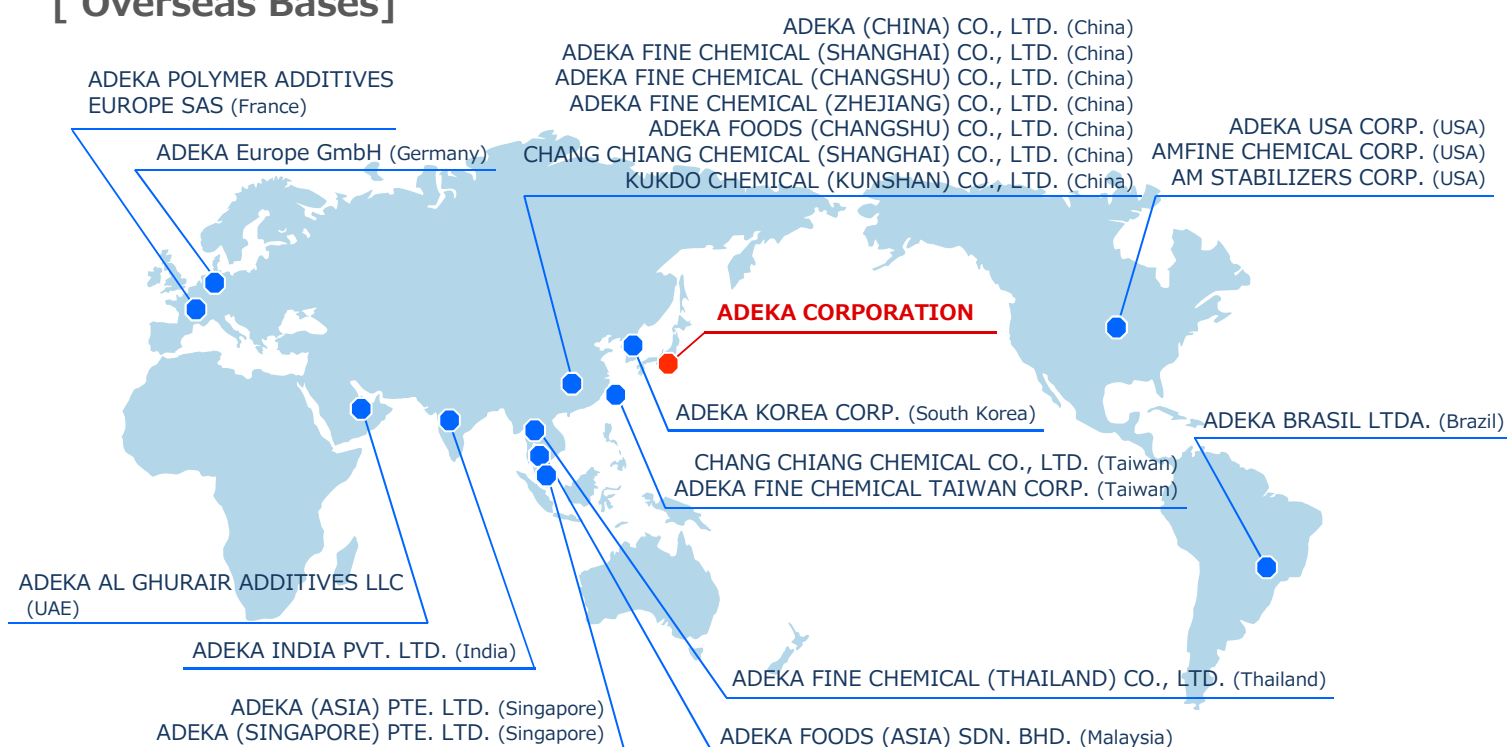 [ Overseas Bases]
ADEKA (CHINA) CO., LTD. (China)
ADEKA FINE CHEMICAL (SHANGHAI) CO., LTD. (China)
ADEKA FINE CHEMICAL (CHANGSHU) CO., LTD. (China)
ADEKA FINE CHEMICAL (ZHEJIANG) CO., LTD. (China)
ADEKA FOODS (CHANGSHU) CO., LTD. (China)
CHANG CHIANG CHEMICAL (SHANGHAI) CO., LTD. (China)
KUKDO CHEMICAL (KUNSHAN) CO., LTD. (China)
ADEKA POLYMER ADDITIVES
EUROPE SAS (France)
ADEKA Europe GmbH (Germany)
ADEKA USA CORP. (USA)
AMFINE CHEMICAL CORP. (USA)
AM STABILIZERS CORP. (USA)
ADEKA CORPORATION
ADEKA KOREA CORP. (South Korea)
ADEKA BRASIL LTDA. (Brazil)
CHANG CHIANG CHEMICAL CO., LTD. (Taiwan)
ADEKA FINE CHEMICAL TAIWAN CORP. (Taiwan)
ADEKA AL GHURAIR ADDITIVES LLC
(UAE)
ADEKA INDIA PVT. LTD. (India)
ADEKA FINE CHEMICAL (THAILAND) CO., LTD. (Thailand)
ADEKA (ASIA) PTE. LTD. (Singapore)
ADEKA (SINGAPORE) PTE. LTD. (Singapore)
ADEKA FOODS (ASIA) SDN. BHD. (Malaysia)